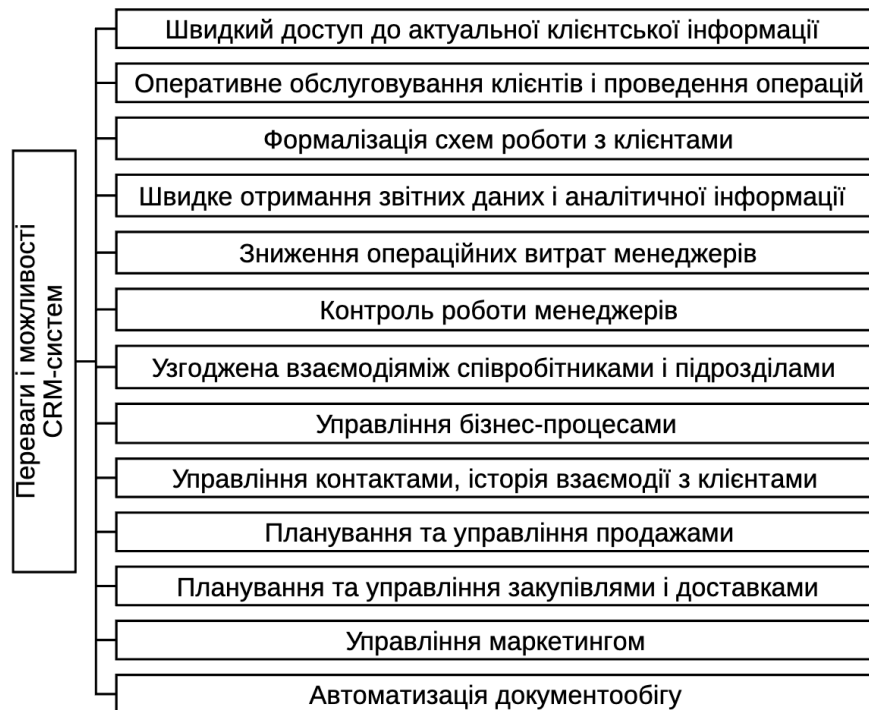 Переваги і можливості
CRM-систем
Швидкий доступ до актуальної клієнтської інформації
Оперативне обслуговування клієнтів і проведення операцій
Формалізація схем роботи з клієнтами
Швидке отримання звітних даних і аналітичної інформації
Зниження операційних витрат менеджерів
Контроль роботи менеджерів
Узгоджена взаємодіяміж співробітниками і підрозділами
Управління бізнес-процесами
Управління контактами, історія взаємодії з клієнтами
Планування та управління продажами
Планування та управління закупівлями і доставками
Управління маркетингом
Автоматизація документообігу